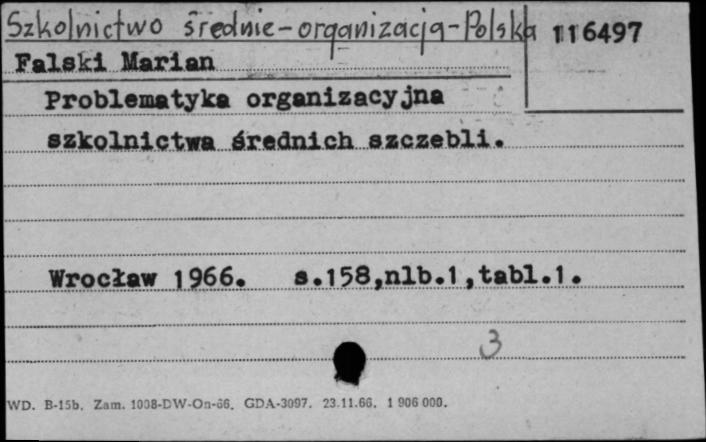 Szkolnictwo średnie - organizacja - Polska
116497
Falski Marian
Problematyka organizacyjna
szkolnictwa średnich szczebli.
Wrocław 1966. s.158,nlb.1,tabl.1.
3
WD. B-15b. Zam. 1008-DW-On-66. GDA-3097. 23.11.66. 1 906 000.